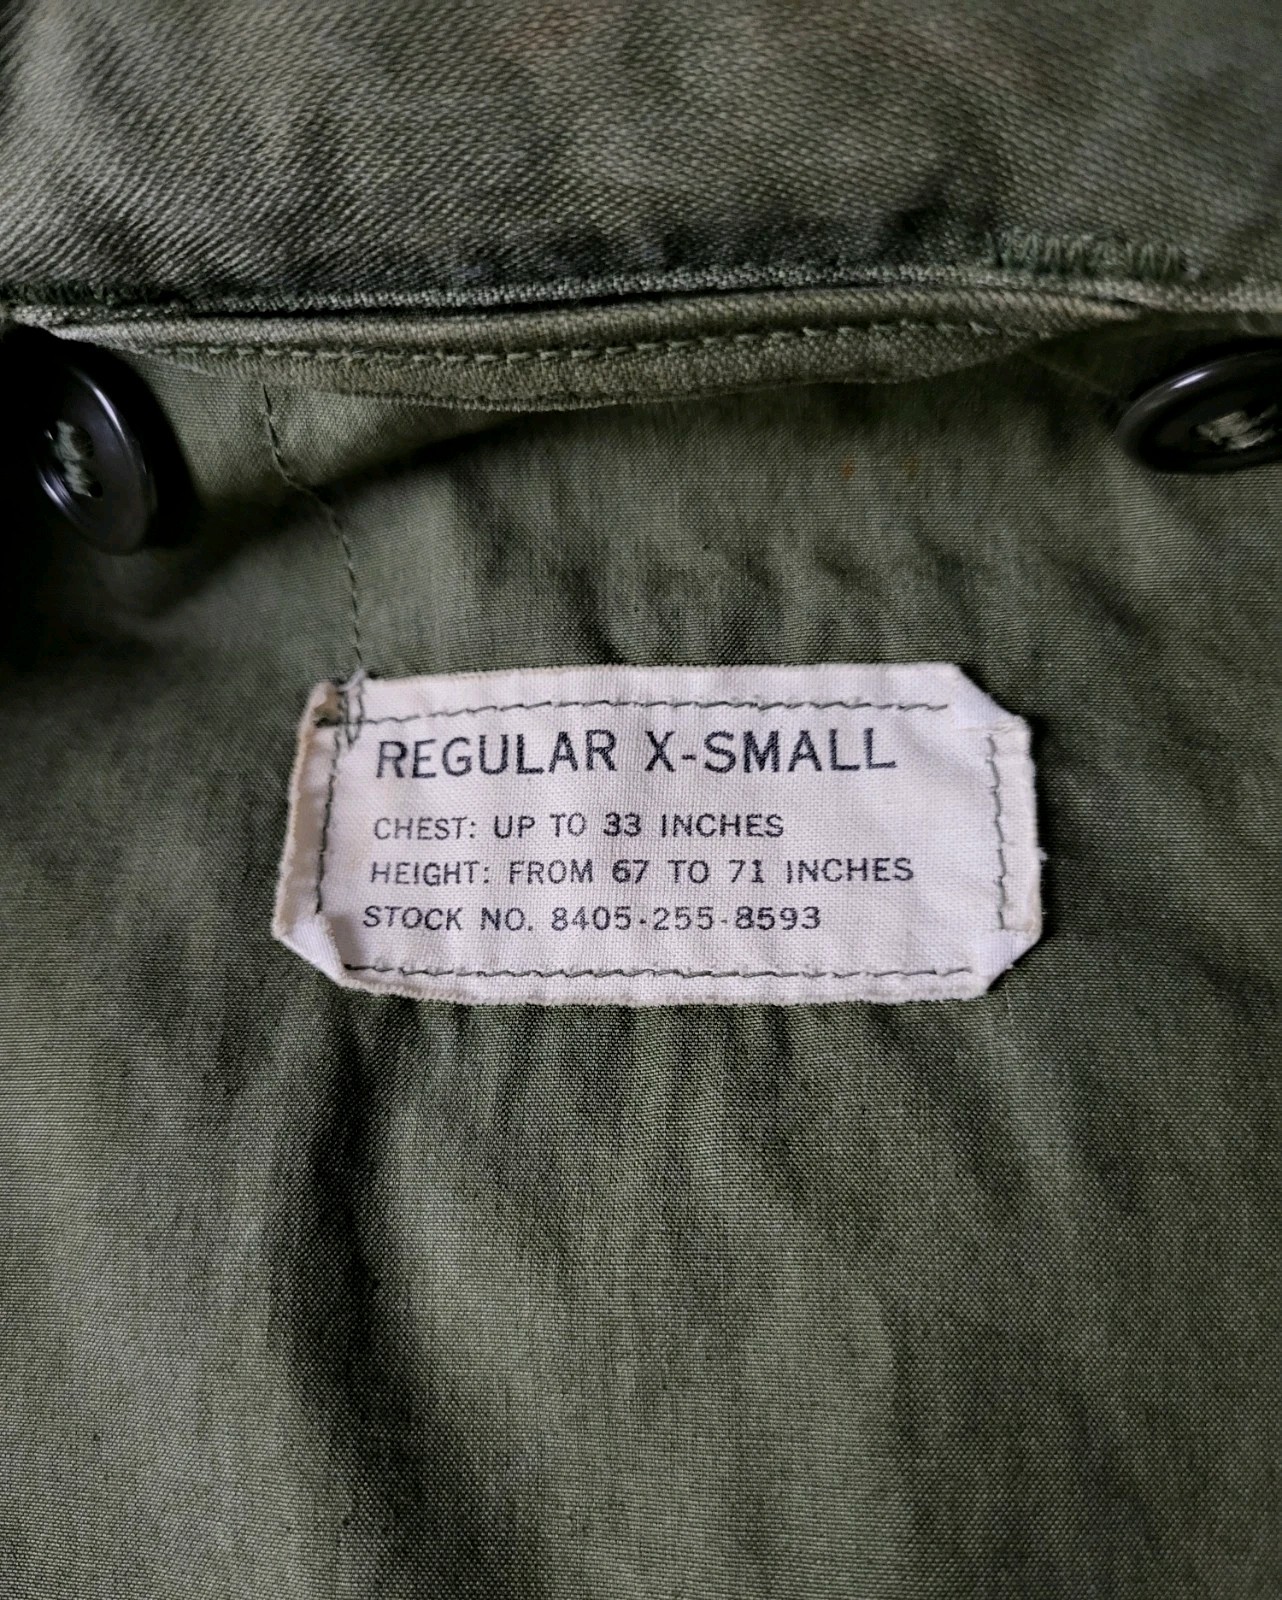 REGULAR X-SMALL
CHEST: UP TO 33 INCHES
HEIGHT: FROM 67 TO 71 INCHES
STOCK NO. 8405-255-8593